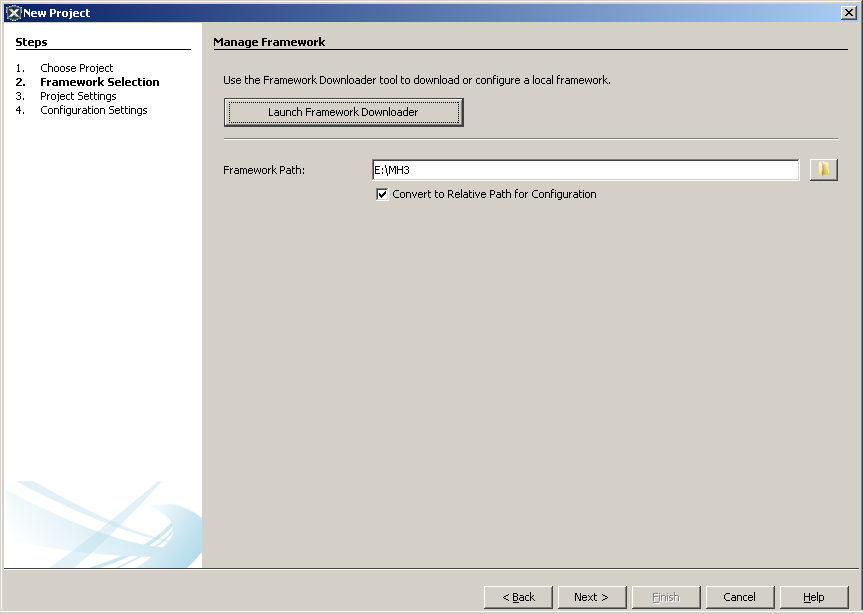 New Project
Steps
1. Choose Project
2. Framework Selection
3. Project Settings
4. Configuration Settings
Manage Framework
Use the Framework Downloader tool to download or configure a local framework.
Launch Framework Downloader
Framework Path: E:\MH3
Convert to Relative Path for Configuration
< Back Next > Finish Cancel Help